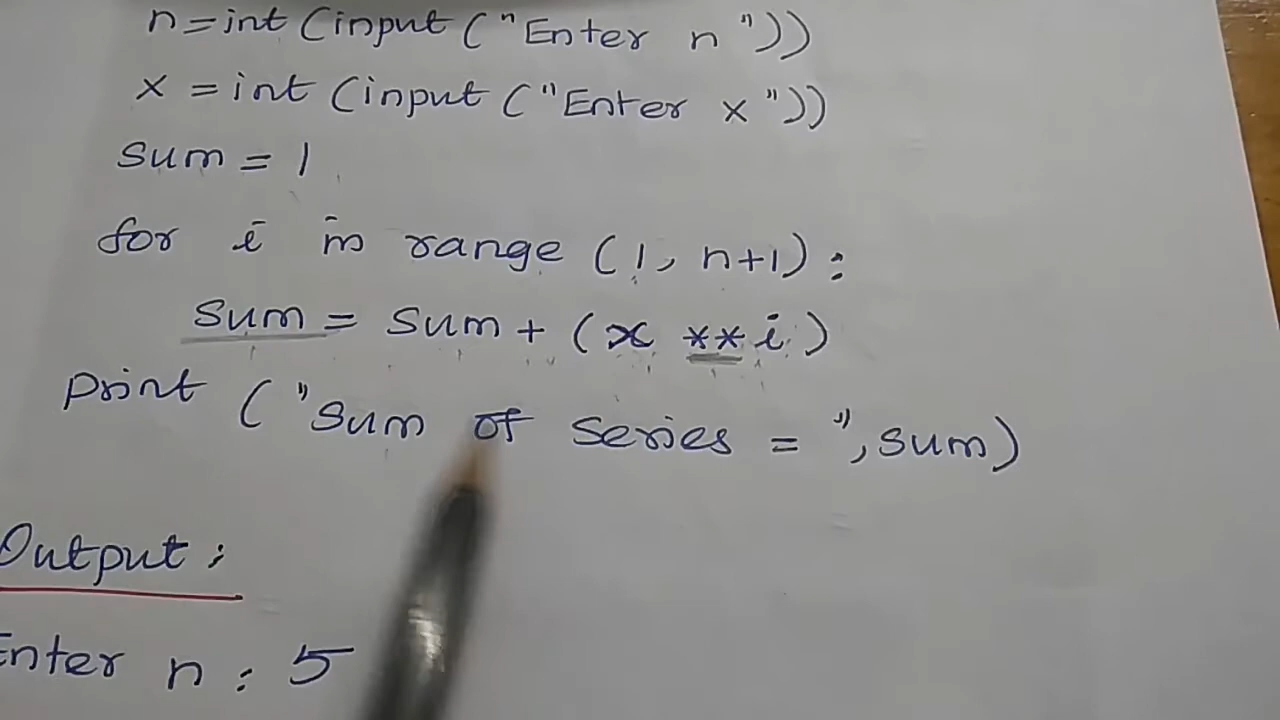 n=int(input("Enter n"))
x=int(input("Enter x"))
sum=1
for i in range(1, n+1):
sum = sum+(x **i)
print ("sum of series = ", sum)
Output:
Enter n: 5